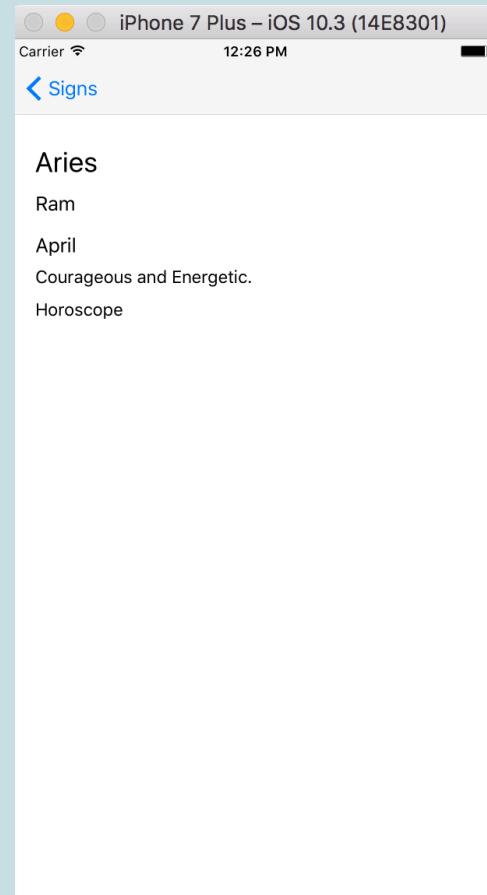 iPhone 7 Plus – iOS 10.3 (14E8301)
Carrier 12:26 PM
Signs
Aries
Ram
April
Courageous and Energetic.
Horoscope